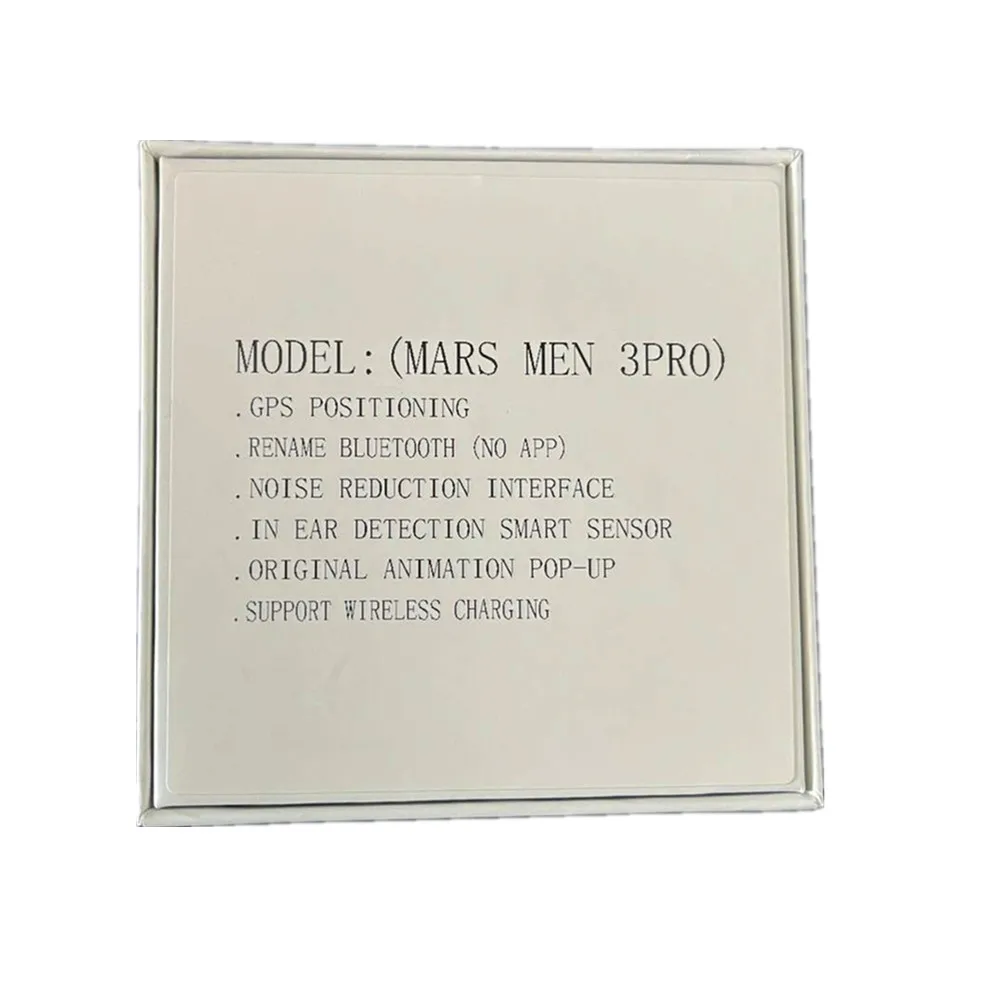 MODEL:(MARS MEN 3PRO)
.GPS POSITIONING
.RENAME BLUETOOTH (NO APP)
.NOISE REDUCTION INTERFACE
.IN EAR DETECTION SMART SENSOR
.ORIGINAL ANIMATION POP-UP
.SUPPORT WIRELESS CHARGING